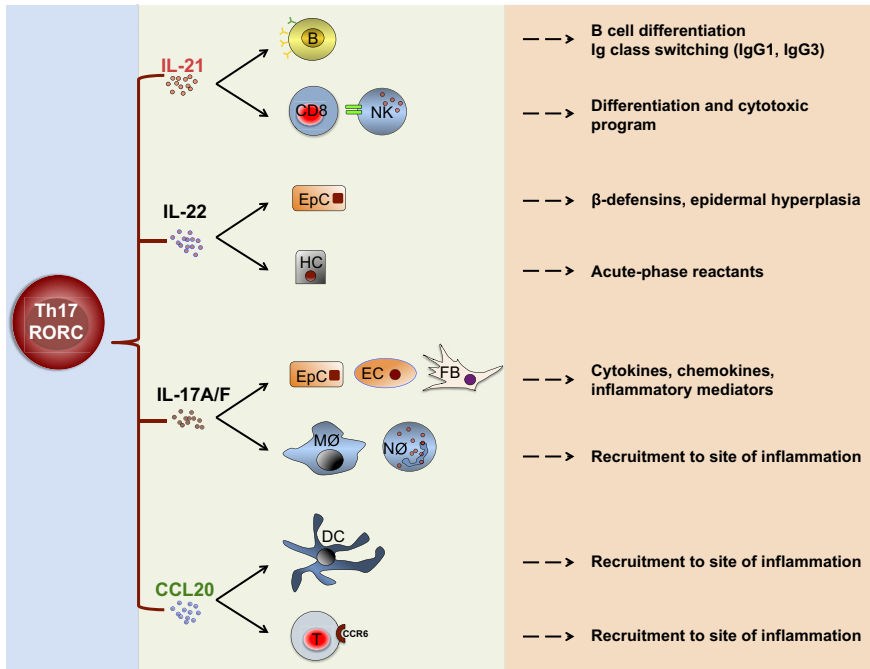 Th17
RORC
IL-21
B
B cell differentiation
Ig class switching (IgG1, IgG3)
CD8
NK
Differentiation and cytotoxic
program
IL-22
EpC
β-defensins, epidermal hyperplasia
HC
Acute-phase reactants
IL-17A/F
EpC
EC
FB
Cytokines, chemokines,
inflammatory mediators
MØ
NØ
Recruitment to site of inflammation
CCL20
DC
Recruitment to site of inflammation
T
CCR6
Recruitment to site of inflammation